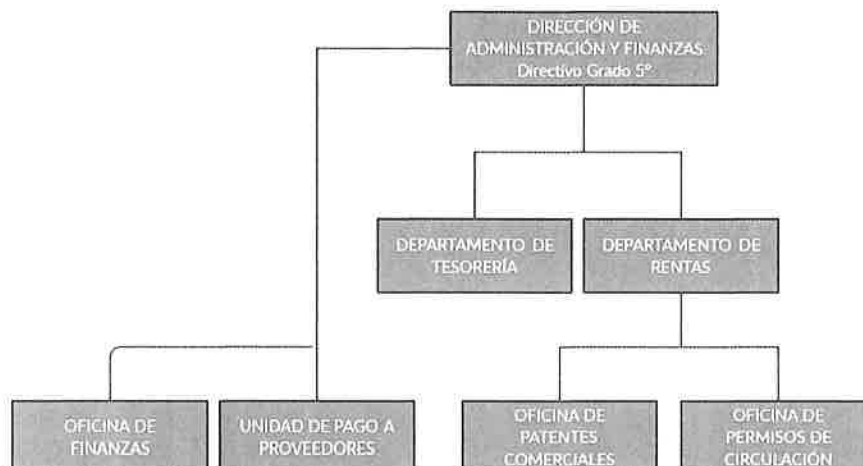 DIRECCIÓN DE
ADMINISTRACIÓN Y FINANZAS
Directivo Grado 5°
DEPARTAMENTO DE
TESORERÍA
DEPARTAMENTO DE
RENTAS
OFICINA DE
FINANZAS
UNIDAD DE PAGO A
PROVEEDORES
OFICINA DE
PATENTES
COMERCIALES
OFICINA DE
PERMISOS DE
CIRCULACIÓN